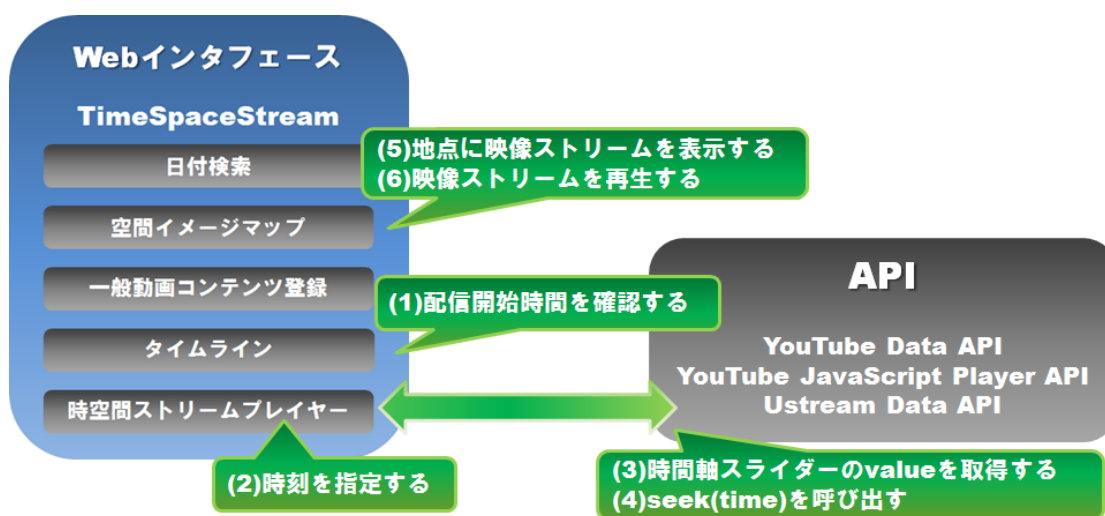 Webインタフェース
TimeSpaceStream
日付検索
空間イメージマップ
一般動画コンテンツ登録
タイムライン
時空間ストリームプレイヤー
(5)地点に映像ストリームを表示する
(6)映像ストリームを再生する
(1)配信開始時間を確認する
(2)時刻を指定する
API
YouTube Data API
YouTube JavaScript Player API
Ustream Data API
(3)時間軸スライダーのvalueを取得する
(4)seek(time)を呼び出す